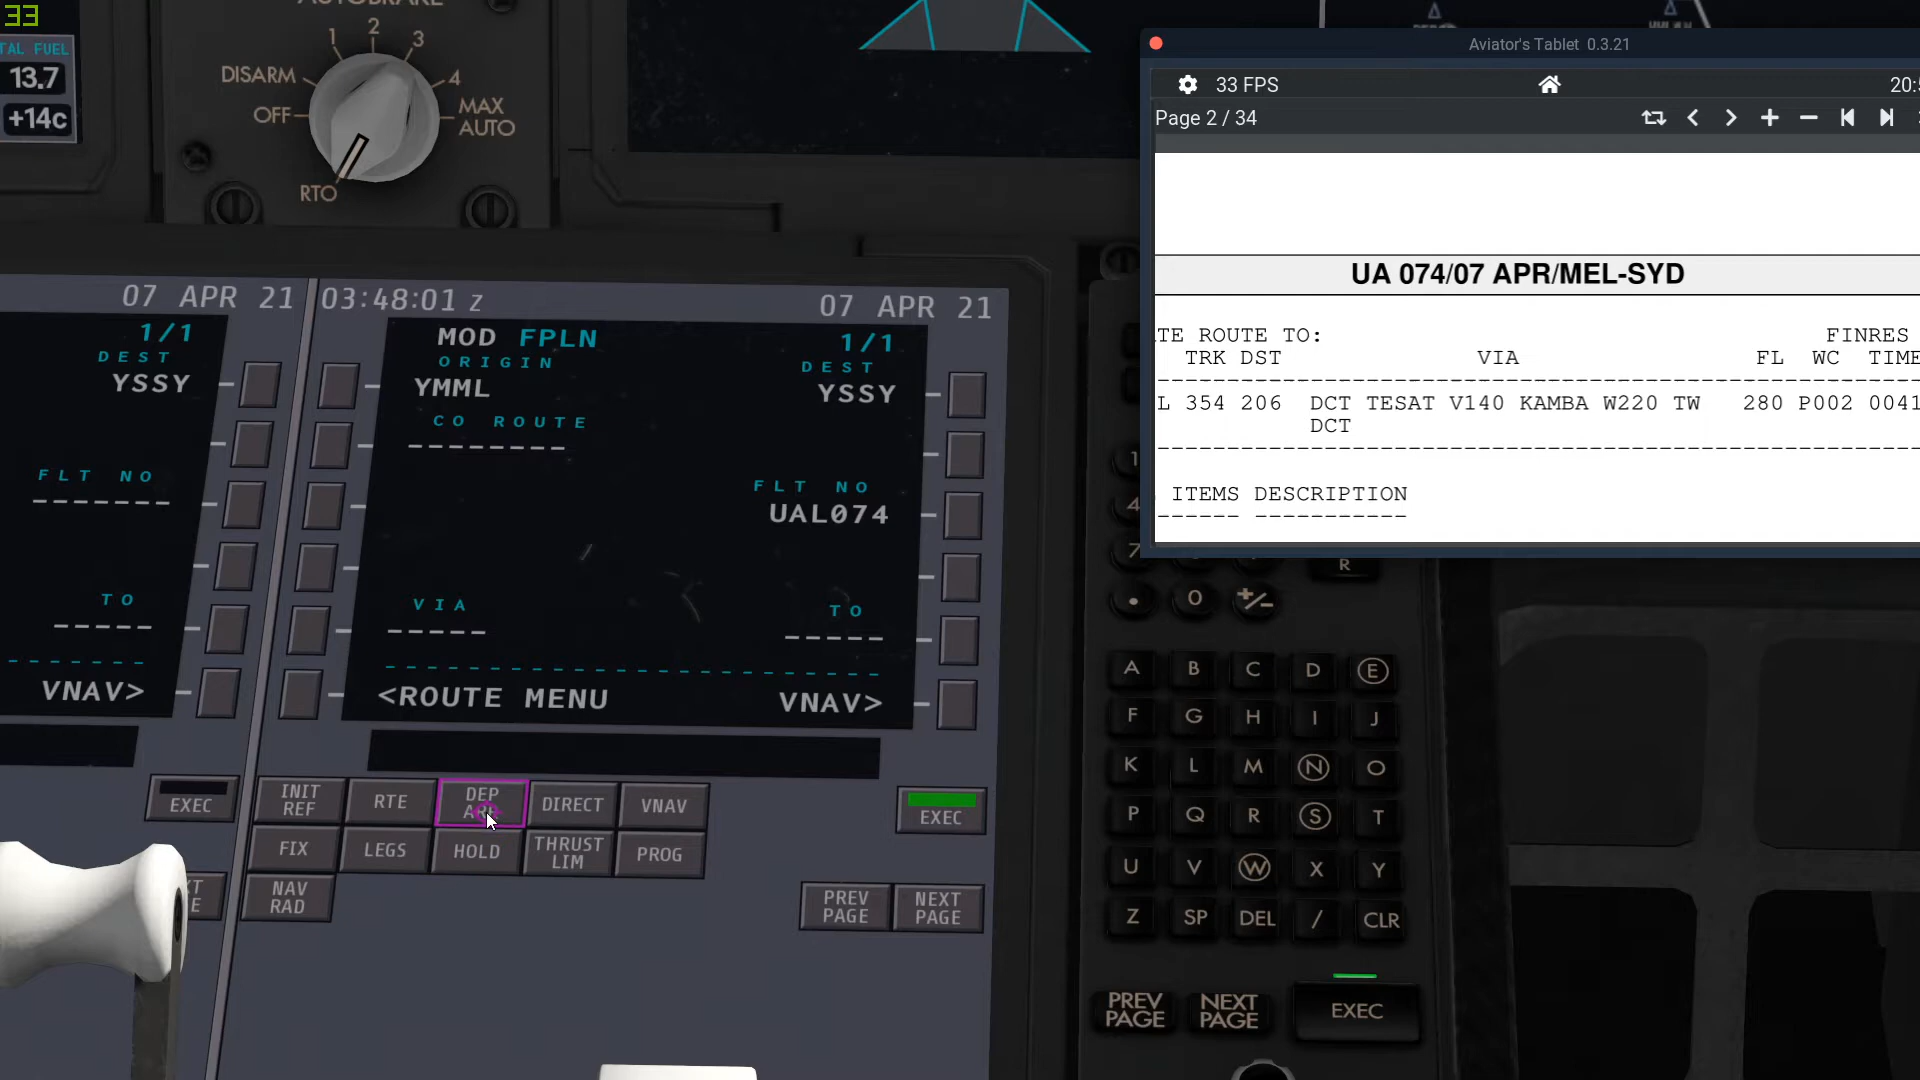 33
AUTOBRAKE
TAL FUEL
13.7
+14c
DISARM
OFF
1
2
3
4
MAX
AUTO
RTO
Aviator's Tablet 0.3.21
33 FPS
Page 2 / 34
UA 074/07 APR/MEL-SYD
TE ROUTE TO: FINRES
TRK DST VIA FL WC TIME
L 354 206 DCT TESAT V140 KAMBA W220 TW 280 P002 0041
DCT
ITEMS DESCRIPTION
07 APR 21
1/1
DEST
YSSY
FLT NO
-------
TO
-----
VNAV>
03:48:01 z 07 APR 21
MOD FPLN 1/1
ORIGIN DEST
YMML YSSY
CO ROUTE
--------
FLT NO
UAL074
VIA TO
----- -----
<ROUTE MENU VNAV>
EXEC
INIT REF
RTE
DEP
DIRECT
VNAV
EXEC
FIX
LEGS
HOLD
THRUST LIM
PROG
NAV RAD
PREV PAGE
NEXT PAGE
1
4
7
R
.
0
+/-
A B C D E
F G H I J
K L M N O
P Q R S T
U V W X Y
Z SP DEL / CLR
PREV PAGE
NEXT PAGE
EXEC